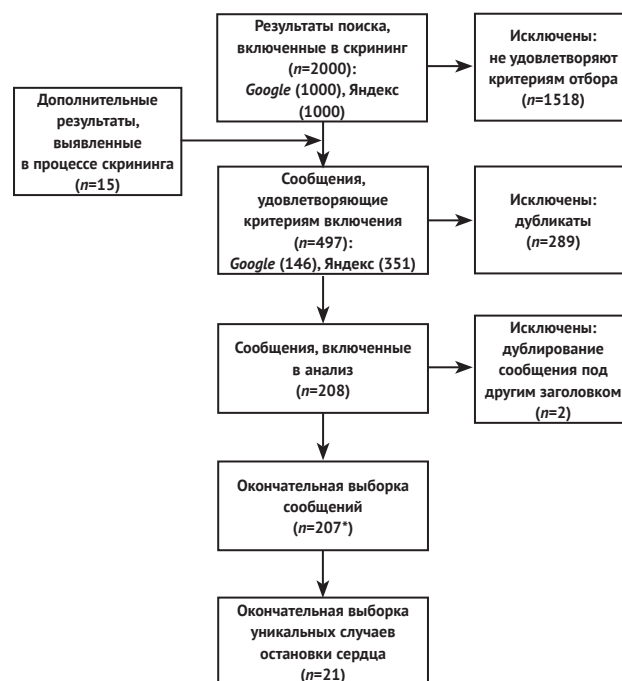 Результаты поиска,
включенные в скрининг
(n=2000):
Google (1000), Яндекс
(1000)
Исключены:
не удовлетворяют
критериям отбора
(n=1518)
Дополнительные
результаты,
выявленные
в процессе скрининга
(n=15)
Сообщения,
удовлетворяющие
критериям включения
(n=497):
Google (146), Яндекс (351)
Исключены:
дубликаты
(n=289)
Сообщения, включенные
в анализ
(n=208)
Исключены:
дублирование
сообщения под
другим заголовком
(n=2)
Окончательная выборка
сообщений
(n=207*)
Окончательная выборка
уникальных случаев
остановки сердца
(n=21)